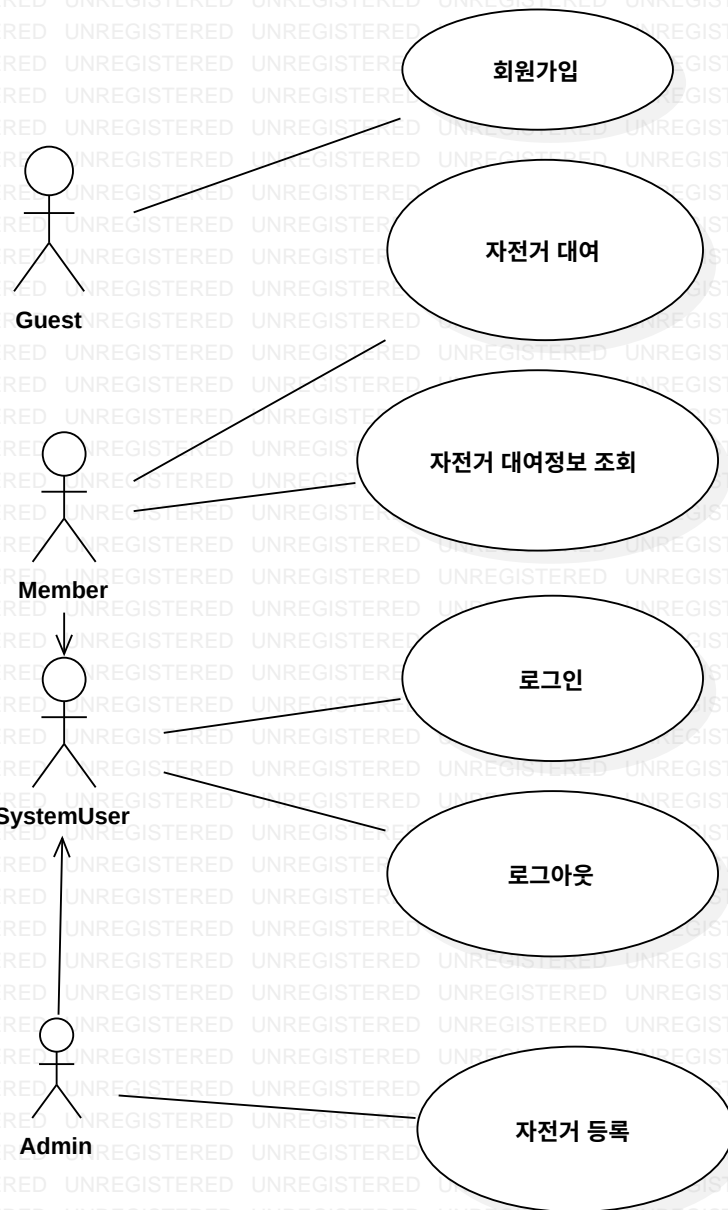 회원가입
자전거 대여
Guest
자전거 대여정보 조회
Member
로그인
SystemUser
로그아웃
자전거 등록
Admin